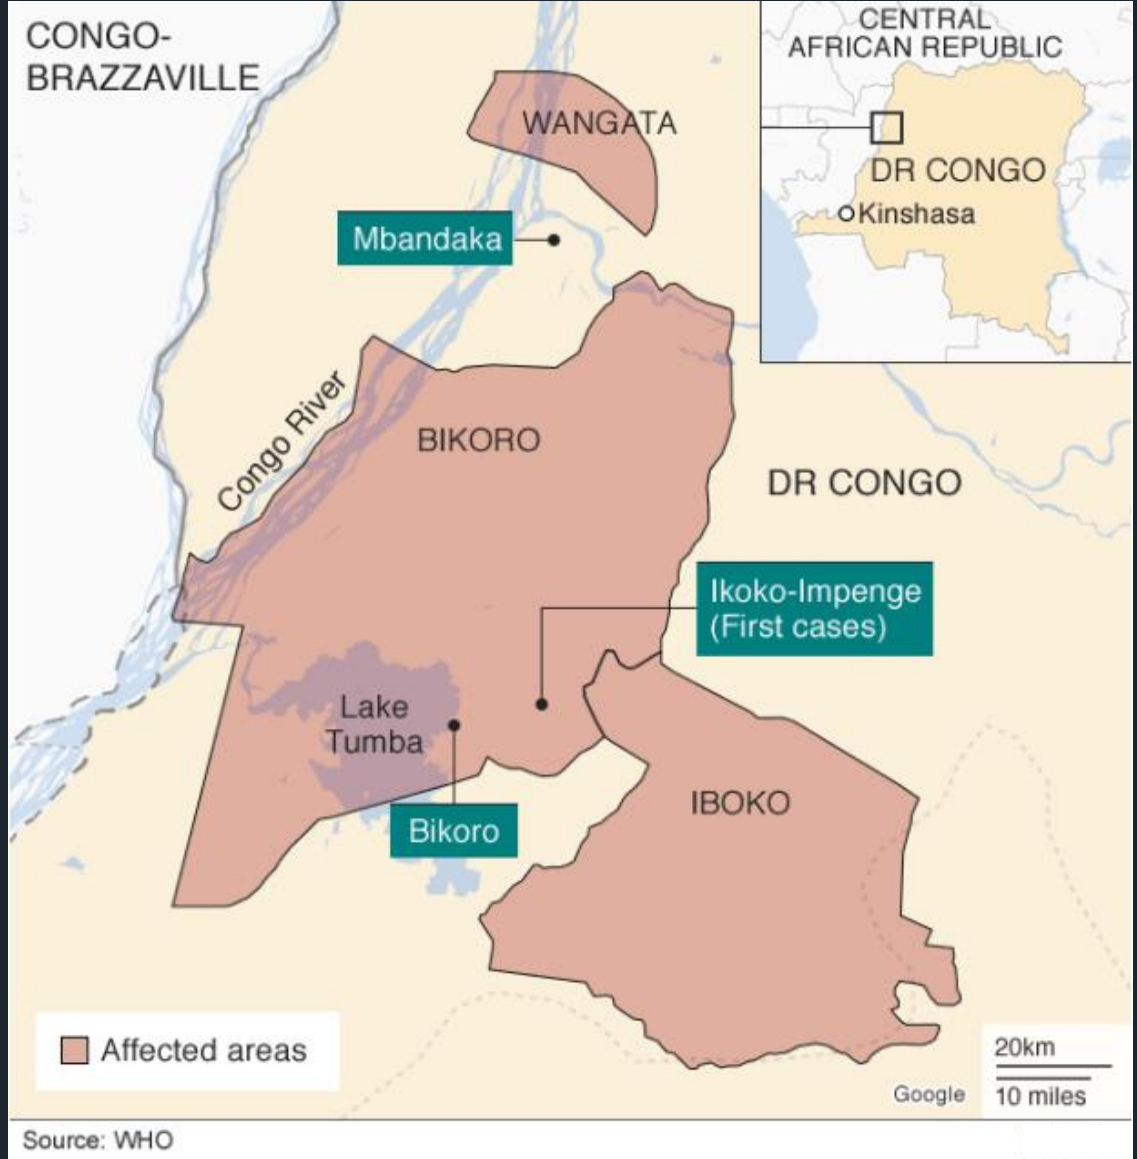 CONGO-
BRAZZAVILLE
CENTRAL
AFRICAN REPUBLIC
DR CONGO
Kinshasa
WANGATA
Mbandaka
Congo River
BIKORO
DR CONGO
Ikoko-Impenge
(First cases)
Lake
Tumba
Bikoro
IBOKO
Affected areas
20km
10 miles
Google
Source: WHO